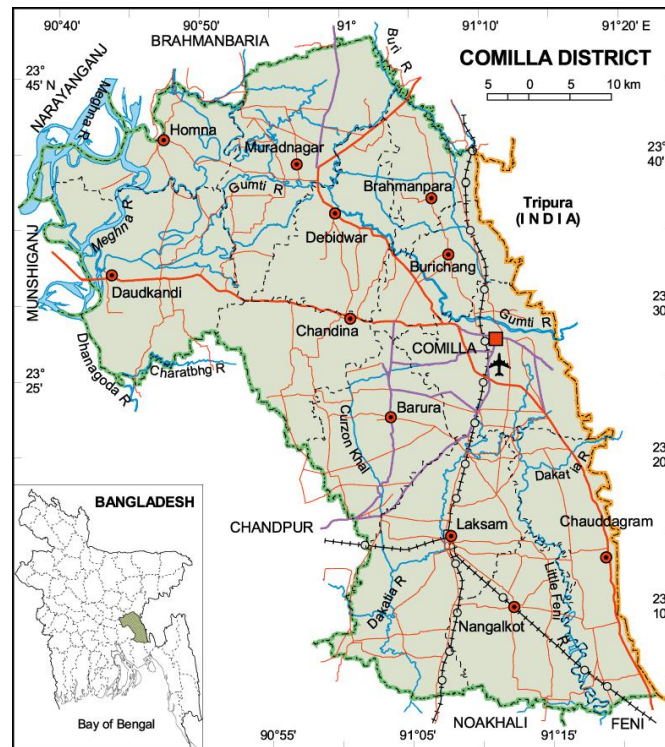 90°40' 90°50' 91° 91°10' 91°20' E
BRAHMANBARIA
COMILLA DISTRICT
5 0 5 10 km
23° 45' N
NARAYANGANJ
Meghna R
Buri R
Homna
Muradnagar
23° 40'
Gumti R
Brahmanpara
Tripura
(INDIA)
Meghna R
Debidwar
Burichang
MUNSHIGANJ
Daudkandi
23° 30'
Gumti R
Chandina
COMILLA
Dhanagoda R
23° 25'
Charatbhg R
Barura
Curzon Khal
23° 20'
Dakatia R
BANGLADESH
CHANDPUR
Laksam
Chauddagram
Dakatia R
Little Feni R
23° 10'
Nangalkot
Bay of Bengal
NOAKHALI
FENI
90°55' 91°05' 91°15'